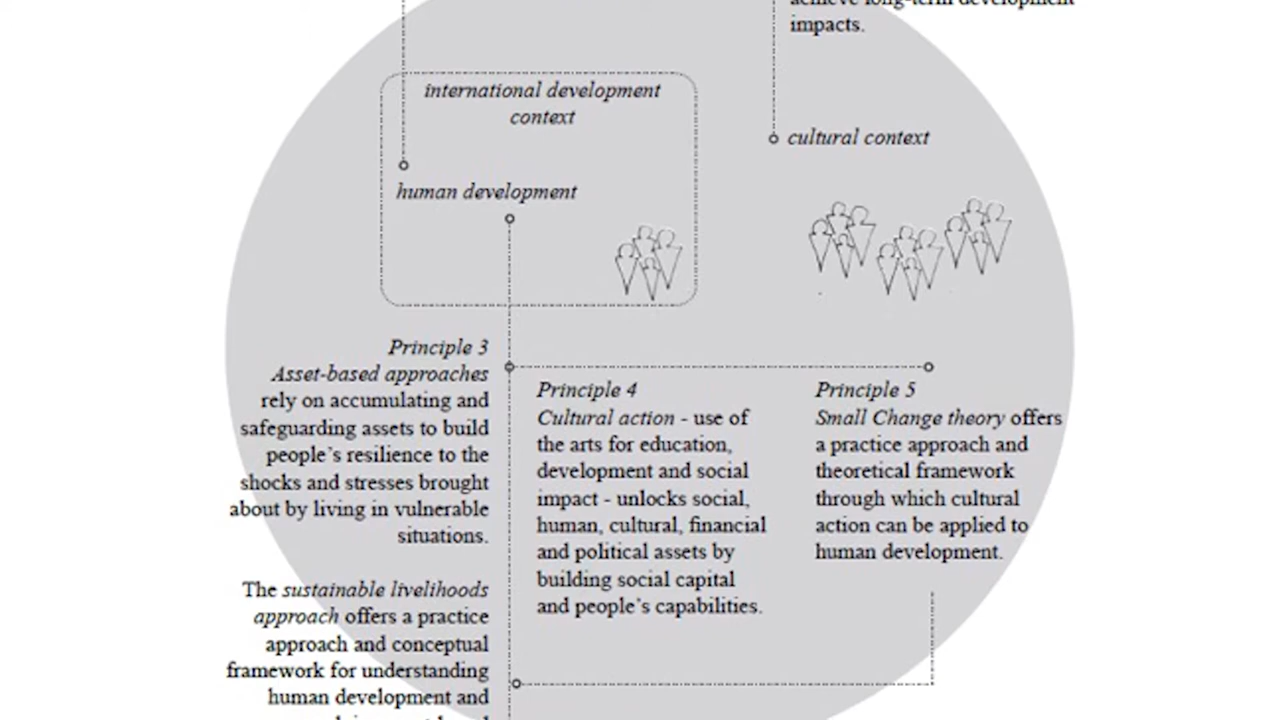 achieve long-term development
impacts.
international development
context
cultural context
human development
Principle 3
Asset-based approaches
rely on accumulating and
safeguarding assets to build
people's resilience to the
shocks and stresses brought
about by living in vulnerable
situations.
The sustainable livelihoods
approach offers a practice
approach and conceptual
framework for understanding
human development and
Principle 4
Cultural action - use of
the arts for education,
development and social
impact - unlocks social,
human, cultural, financial
and political assets by
building social capital
and people's capabilities.
Principle 5
Small Change theory offers
a practice approach and
theoretical framework
through which cultural
action can be applied to
human development.